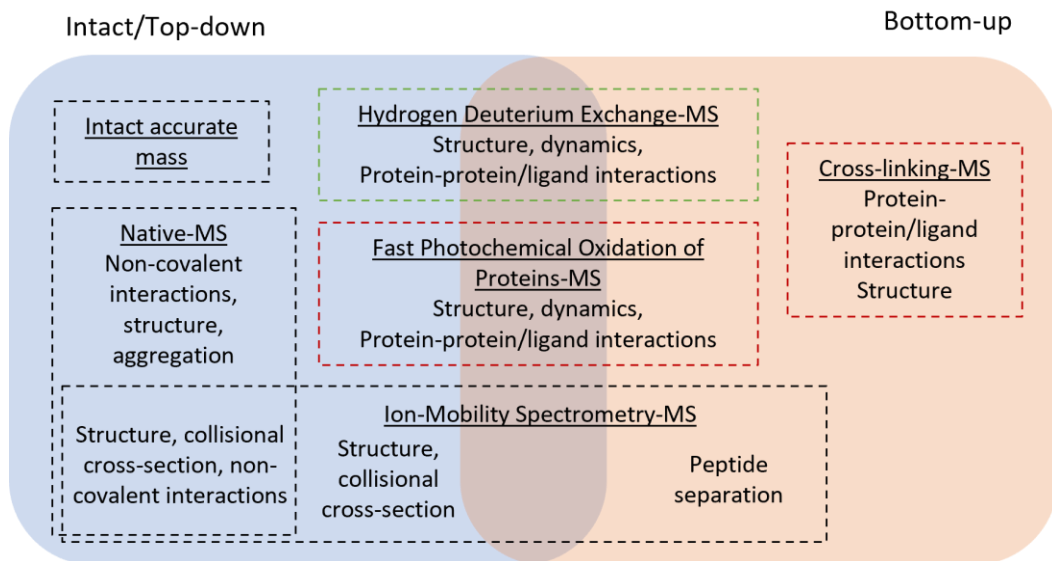 Intact/Top-down
Bottom-up
Intact accurate
mass
Hydrogen Deuterium Exchange-MS
Structure, dynamics,
Protein-protein/ligand interactions
Cross-linking-MS
Protein-
protein/ligand
interactions
Structure
Native-MS
Non-covalent
interactions,
structure,
aggregation
Fast Photochemical Oxidation of
Proteins-MS
Structure, dynamics,
Protein-protein/ligand interactions
Ion-Mobility Spectrometry-MS
Structure, collisional
cross-section, non-
covalent interactions
Structure,
collisional
cross-section
Peptide
separation